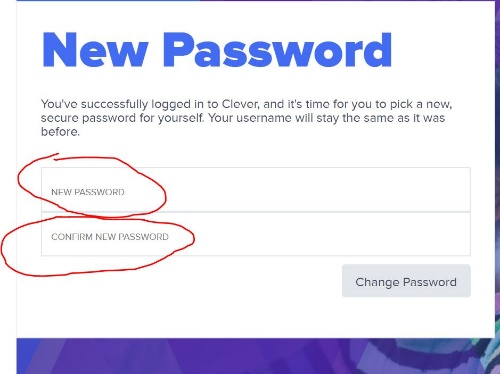 New Password
You've successfully logged in to Clever, and it's time for you to pick a new,
secure password for yourself. Your username will stay the same as it was
before.
NEW PASSWORD
CONFIRM NEW PASSWORD
Change Password